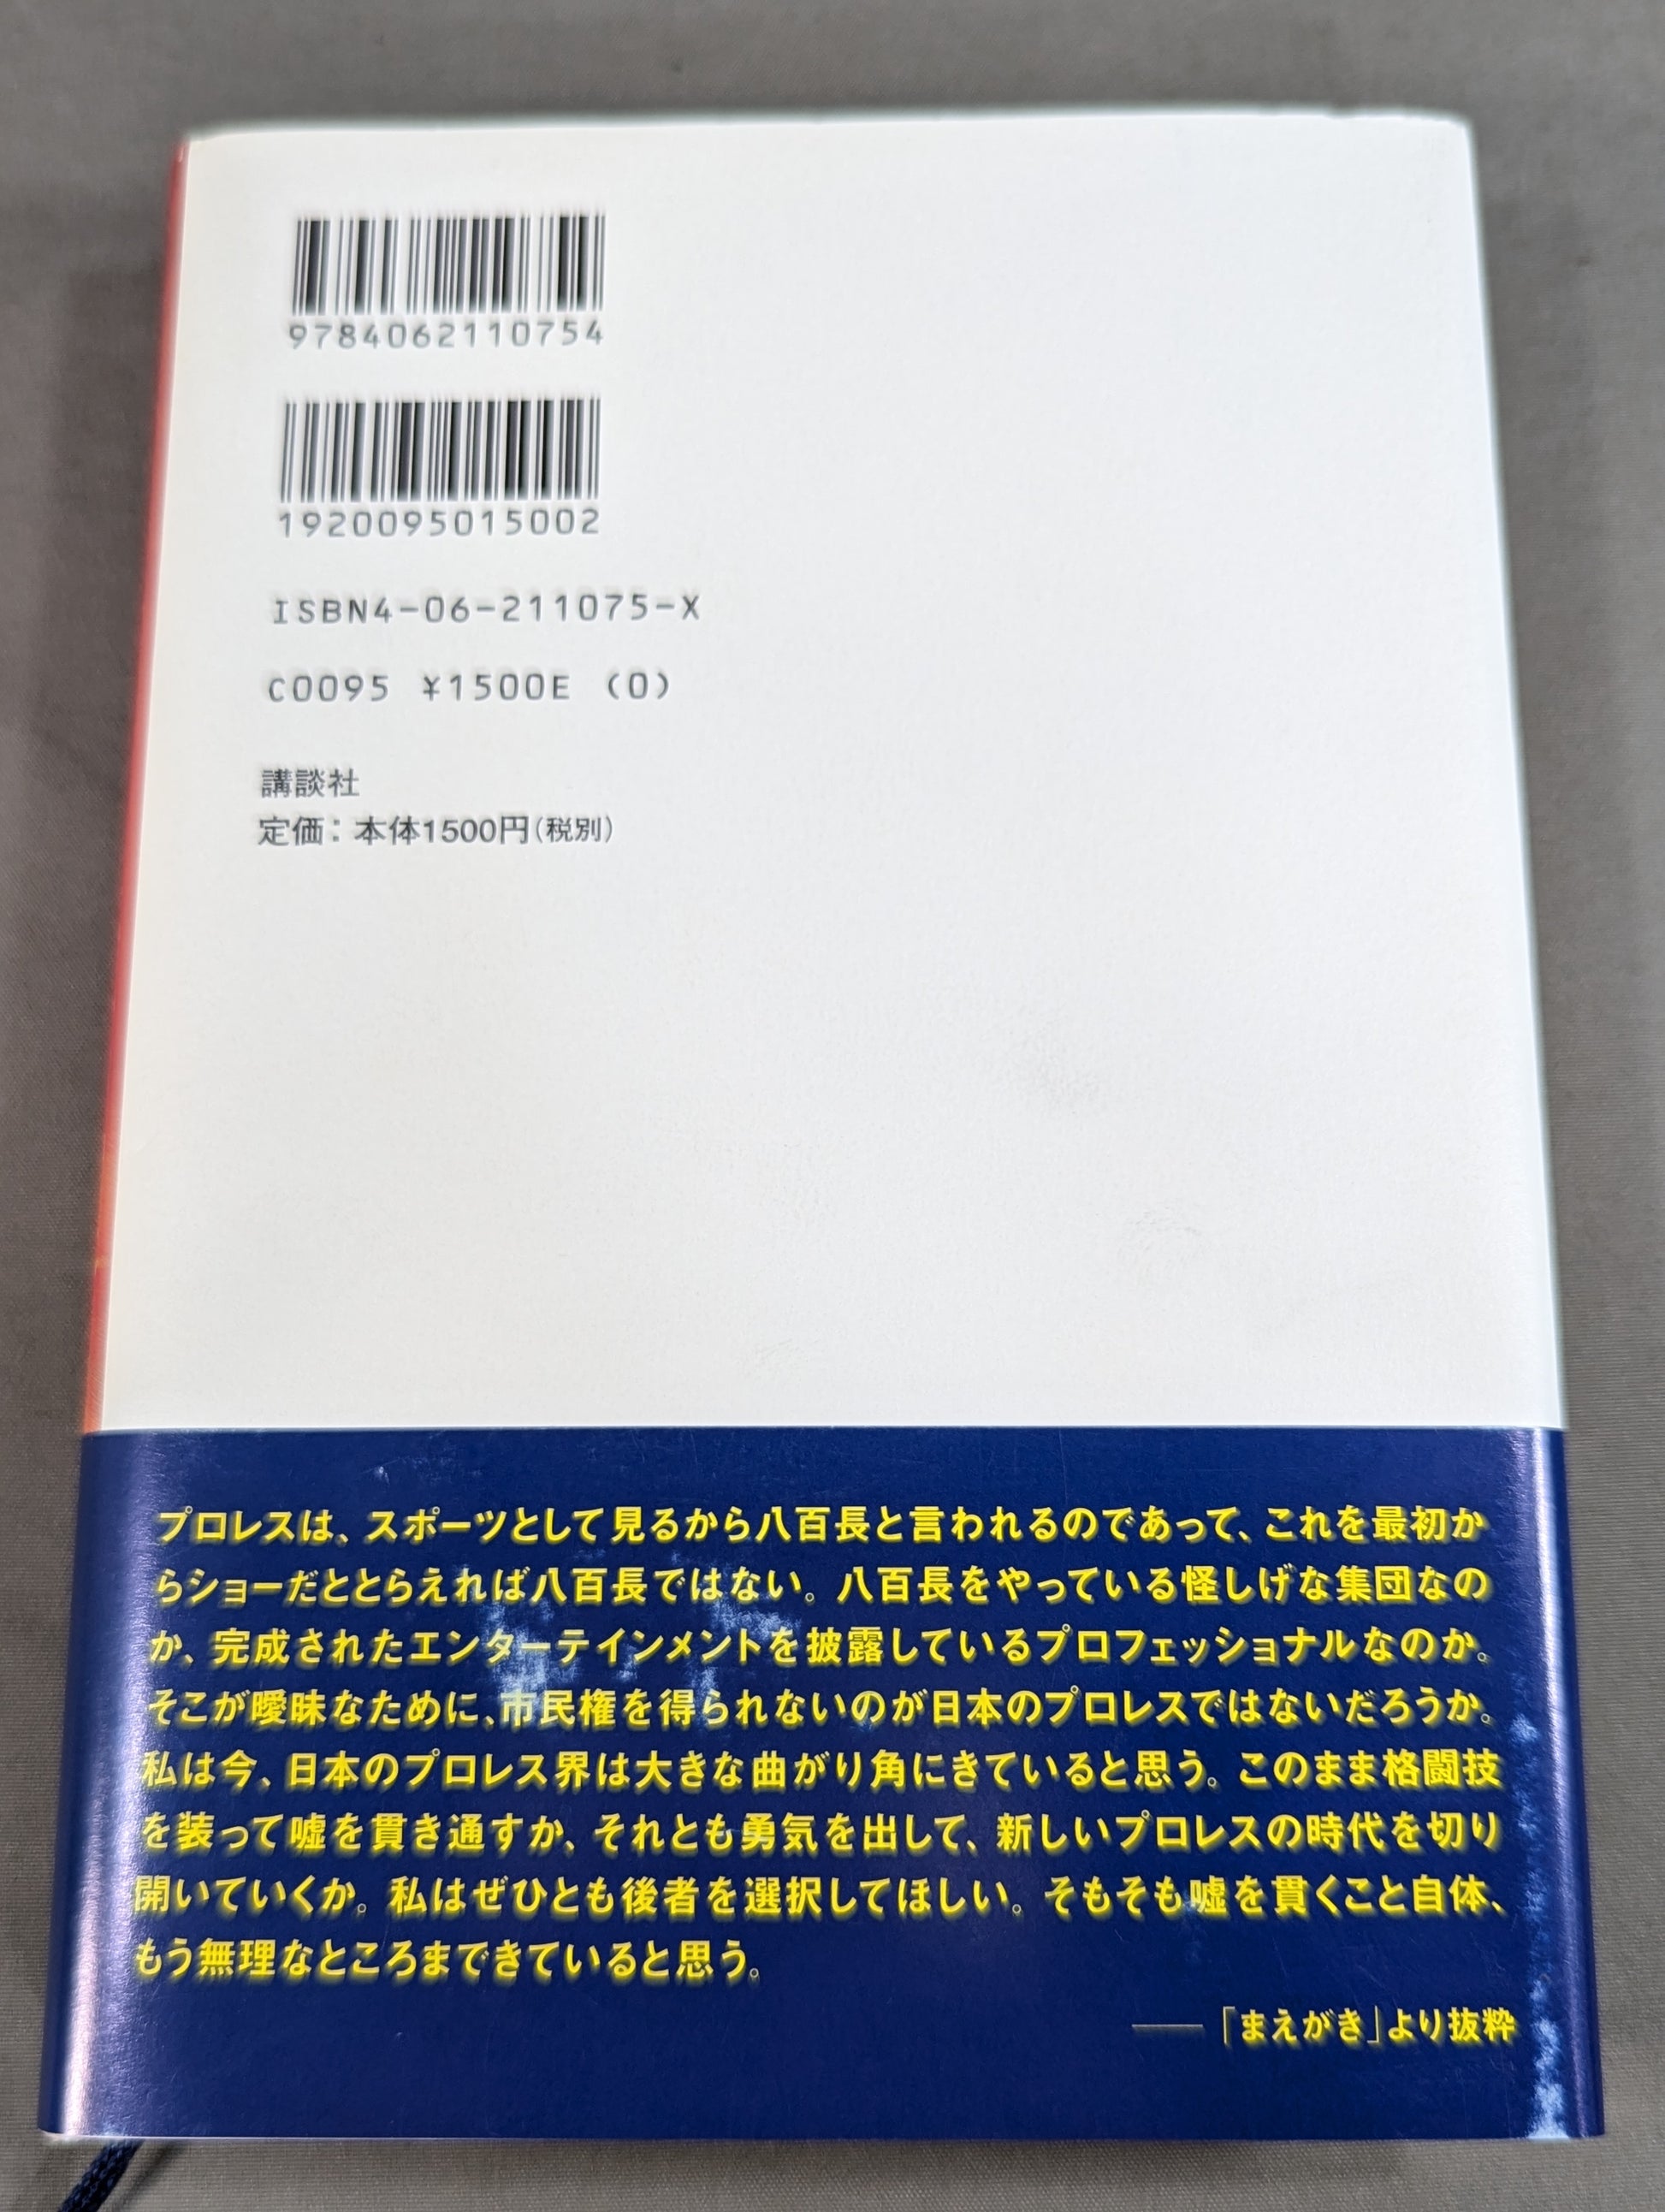 9784062110754
1920095015002
ISBN4-06-211075-X
C0095 ¥1500E (0)
講談社
定価：本体1500円（税別）
プロレスは、スポーツとして見るから八百長と言われるのであって、これを最初か
らショーだととらえれば八百長ではない。八百長をやっている怪しげな集団なの
か、完成されたエンターテインメントを披露しているプロフェッショナルなのか。
そこが曖昧なために、市民権を得られないのが日本のプロレスではないだろうか。
私は今、日本のプロレス界は大きな曲がり角にきていると思う。このまま格闘技
を装って嘘を貫き通すか、それとも勇気を出して、新しいプロレスの時代を切り
開いていくか。私はぜひとも後者を選択してほしい。そもそも嘘を貫くこと自体、
もう無理なところまできていると思う。
——「まえがき」より抜粋